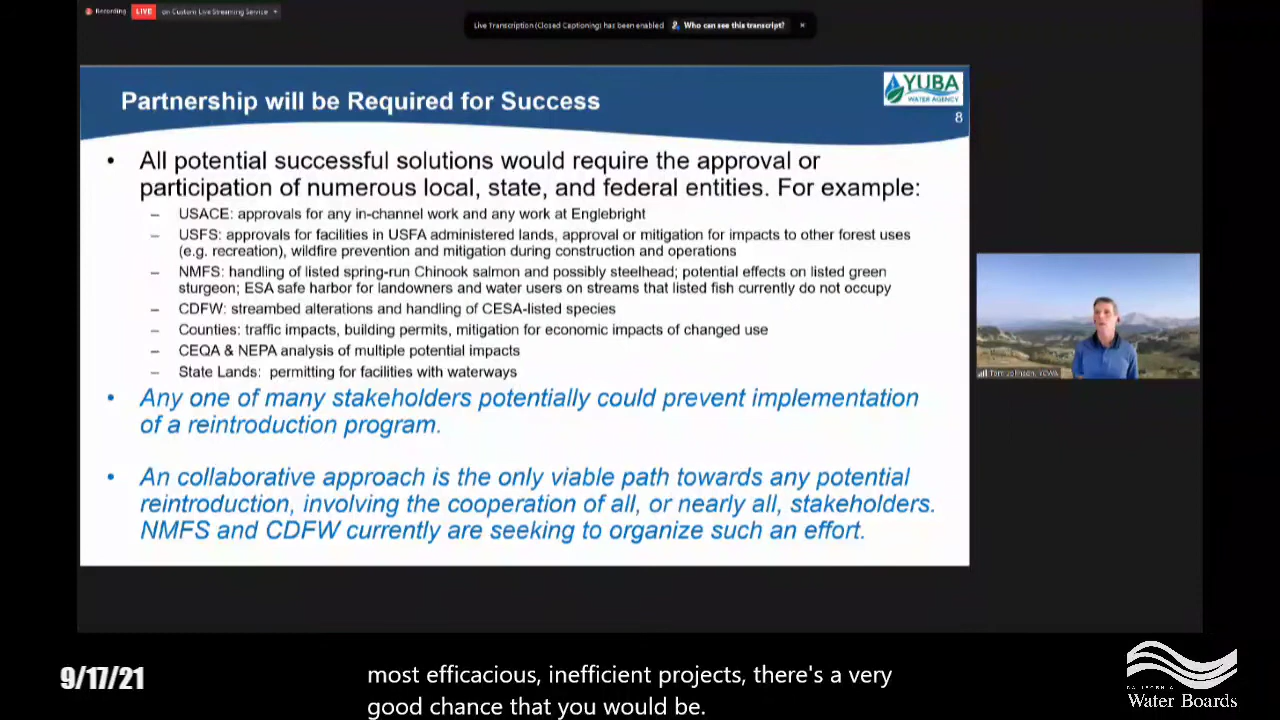 Recording LIVE on Custom Live Streaming Service
Live Transcription (Closed Captioning) has been enabled Who can see this transcript? ×
YUBA
WATER AGENCY
Partnership will be Required for Success
8
• All potential successful solutions would require the approval or
participation of numerous local, state, and federal entities. For example:
– USACE: approvals for any in-channel work and any work at Englebright
– USFS: approvals for facilities in USFA administered lands, approval or mitigation for impacts to other forest uses
(e.g. recreation), wildfire prevention and mitigation during construction and operations
– NMFS: handling of listed spring-run Chinook salmon and possibly steelhead; potential effects on listed green
sturgeon; ESA safe harbor for landowners and water users on streams that listed fish currently do not occupy
– CDFW: streambed alterations and handling of CESA-listed species
– Counties: traffic impacts, building permits, mitigation for economic impacts of changed use
– CEQA & NEPA analysis of multiple potential impacts
– State Lands: permitting for facilities with waterways
• Any one of many stakeholders potentially could prevent implementation
of a reintroduction program.
• An collaborative approach is the only viable path towards any potential
reintroduction, involving the cooperation of all, or nearly all, stakeholders.
NMFS and CDFW currently are seeking to organize such an effort.
Tom Johnson, YCWA
9/17/21
most efficacious, inefficient projects, there's a very
good chance that you would be.
CALIFORNIA
Water Boards